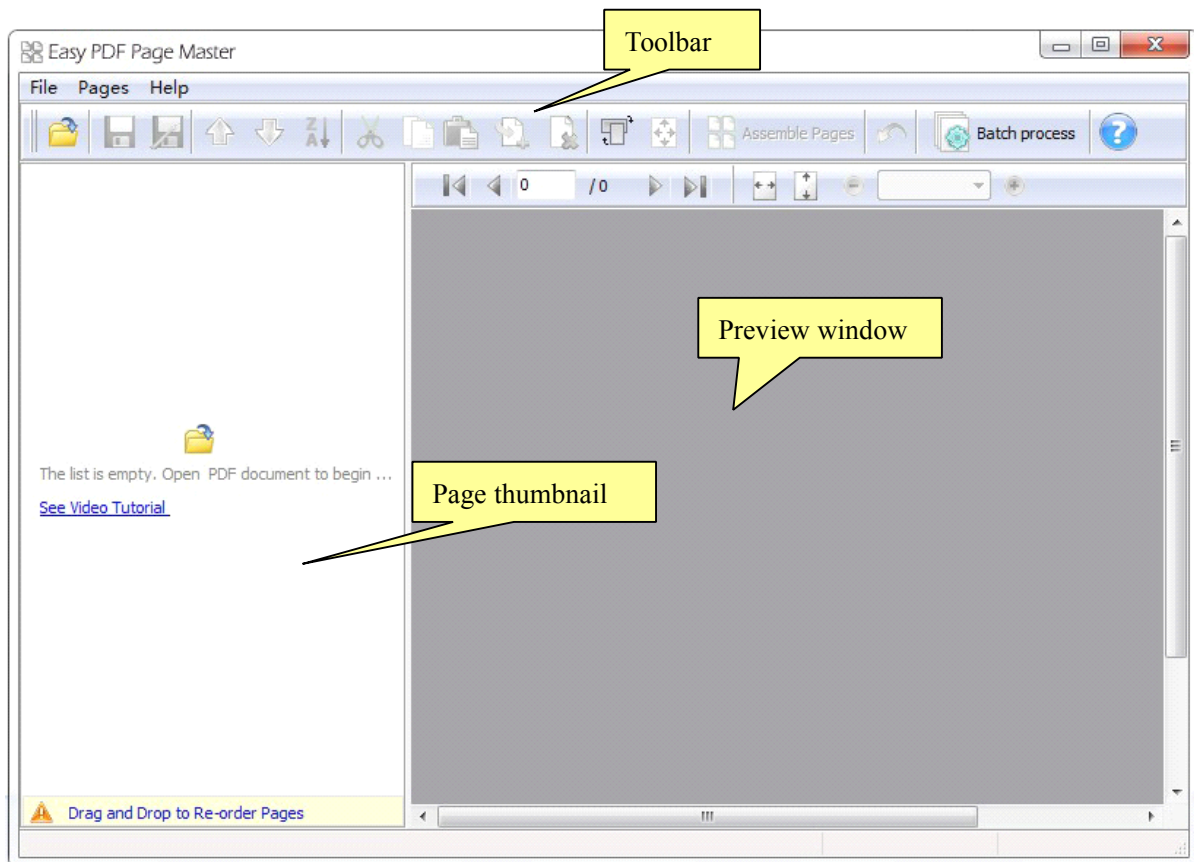 Toolbar
Easy PDF Page Master
File Pages Help
Z
A
Assemble Pages
Batch process
?
0 / 0
Preview window
The list is empty. Open PDF document to begin ...
Page thumbnail
See Video Tutorial
Drag and Drop to Re-order Pages